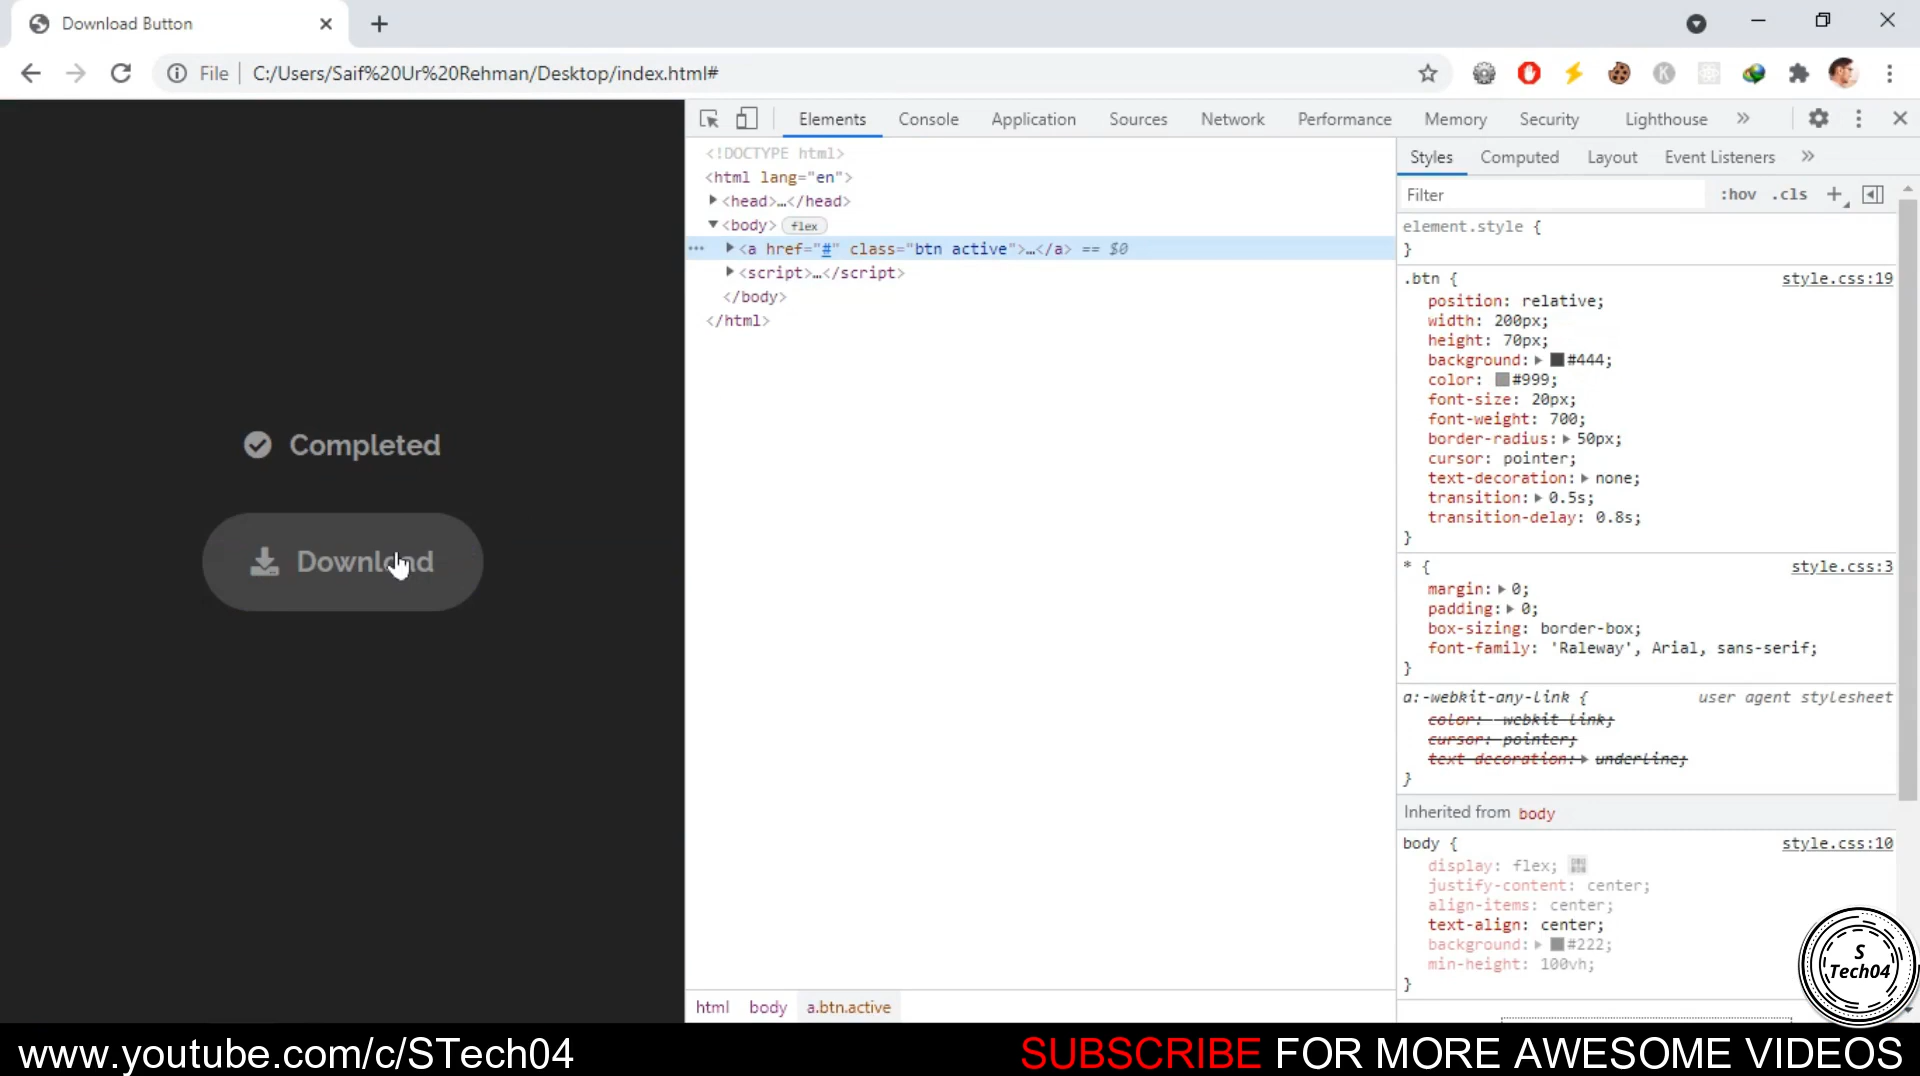 Download Button
File
C:/Users/Saif%20Ur%20Rehman/Desktop/index.html#
Elements Console Application Sources Network Performance Memory Security Lighthouse »
<!DOCTYPE html>
<html lang="en">
<head>…</head>
<body> flex
<a href="#" class="btn active">…</a> == $0
<script>…</script>
</body>
</html>
Completed
Download
html body a.btn.active
Styles Computed Layout Event Listeners »
Filter :hov .cls +
element.style {
}
.btn { style.css:19
position: relative;
width: 200px;
height: 70px;
background: #444;
color: #999;
font-size: 20px;
font-weight: 700;
border-radius: 50px;
cursor: pointer;
text-decoration: none;
transition: 0.5s;
transition-delay: 0.8s;
}
* { style.css:3
margin: 0;
padding: 0;
box-sizing: border-box;
font-family: 'Raleway', Arial, sans-serif;
}
a:-webkit-any-link { user agent stylesheet
color: -webkit-link;
cursor: pointer;
text-decoration: underline;
}
Inherited from body
body { style.css:10
display: flex;
justify-content: center;
align-items: center;
text-align: center;
background: #222;
min-height: 100vh;
}
S
Tech04
www.youtube.com/c/STech04
SUBSCRIBE FOR MORE AWESOME VIDEOS